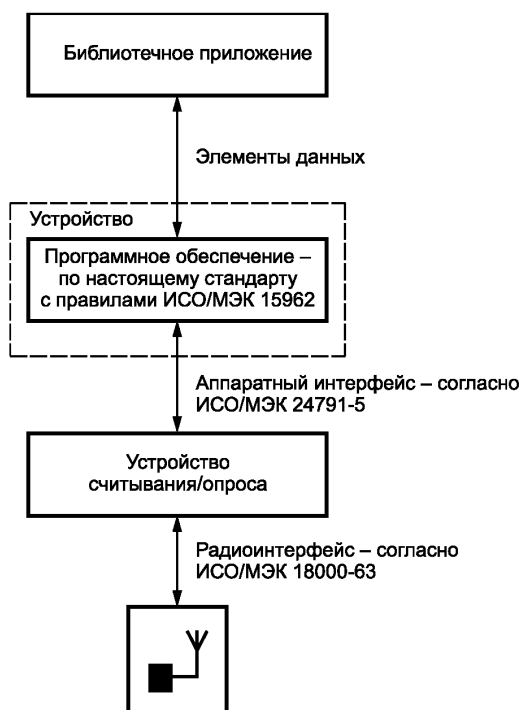 Библиотечное приложение
Элементы данных
Устройство
Программное обеспечение –
по настоящему стандарту
с правилами ИСО/МЭК 15962
Аппаратный интерфейс – согласно
ИСО/МЭК 24791-5
Устройство
считывания/опроса
Радиоинтерфейс – согласно
ИСО/МЭК 18000-63